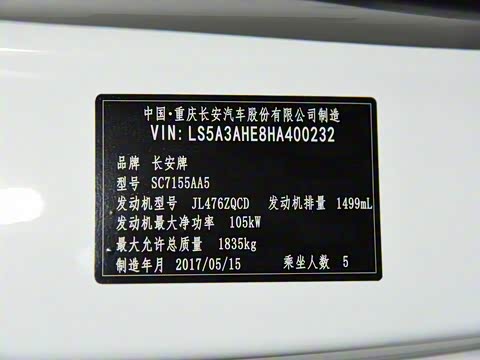 中国·重庆长安汽车股份有限公司制造
VIN: LS5A3AHE8HA400232
品牌 长安牌
型号 SC7155AA5
发动机型号 JL476ZQCD 发动机排量 1499mL
发动机最大净功率 105kW
最大允许总质量 1835kg
制造年月 2017/05/15 乘坐人数 5